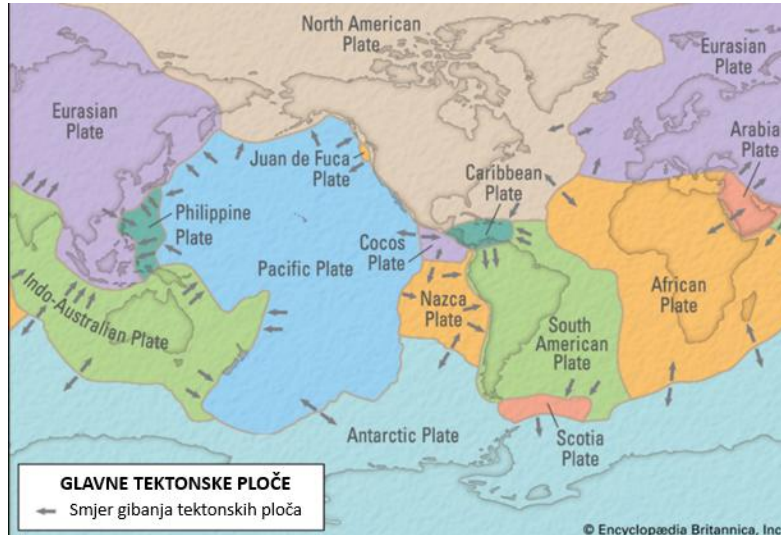 North American
Plate
Eurasian
Plate
Eurasian
Plate
Arabian
Plate
Juan de Fuca
Plate
Caribbean
Plate
Philippine
Plate
Cocos
Plate
Pacific Plate
African
Plate
Nazca
Plate
Indo-Australian Plate
South
American
Plate
Antarctic Plate
Scotia
Plate
GLAVNE TEKTONSKE PLOČE
Smjer gibanja tektonskih ploča
© Encyclopædia Britannica, Inc